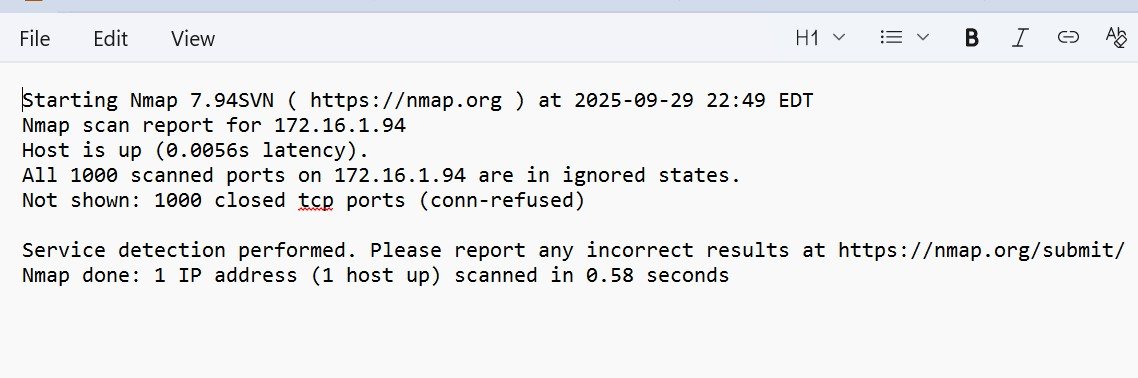 File Edit View H1 B I
Starting Nmap 7.94SVN ( https://nmap.org ) at 2025-09-29 22:49 EDT
Nmap scan report for 172.16.1.94
Host is up (0.0056s latency).
All 1000 scanned ports on 172.16.1.94 are in ignored states.
Not shown: 1000 closed tcp ports (conn-refused)
Service detection performed. Please report any incorrect results at https://nmap.org/submit/
Nmap done: 1 IP address (1 host up) scanned in 0.58 seconds